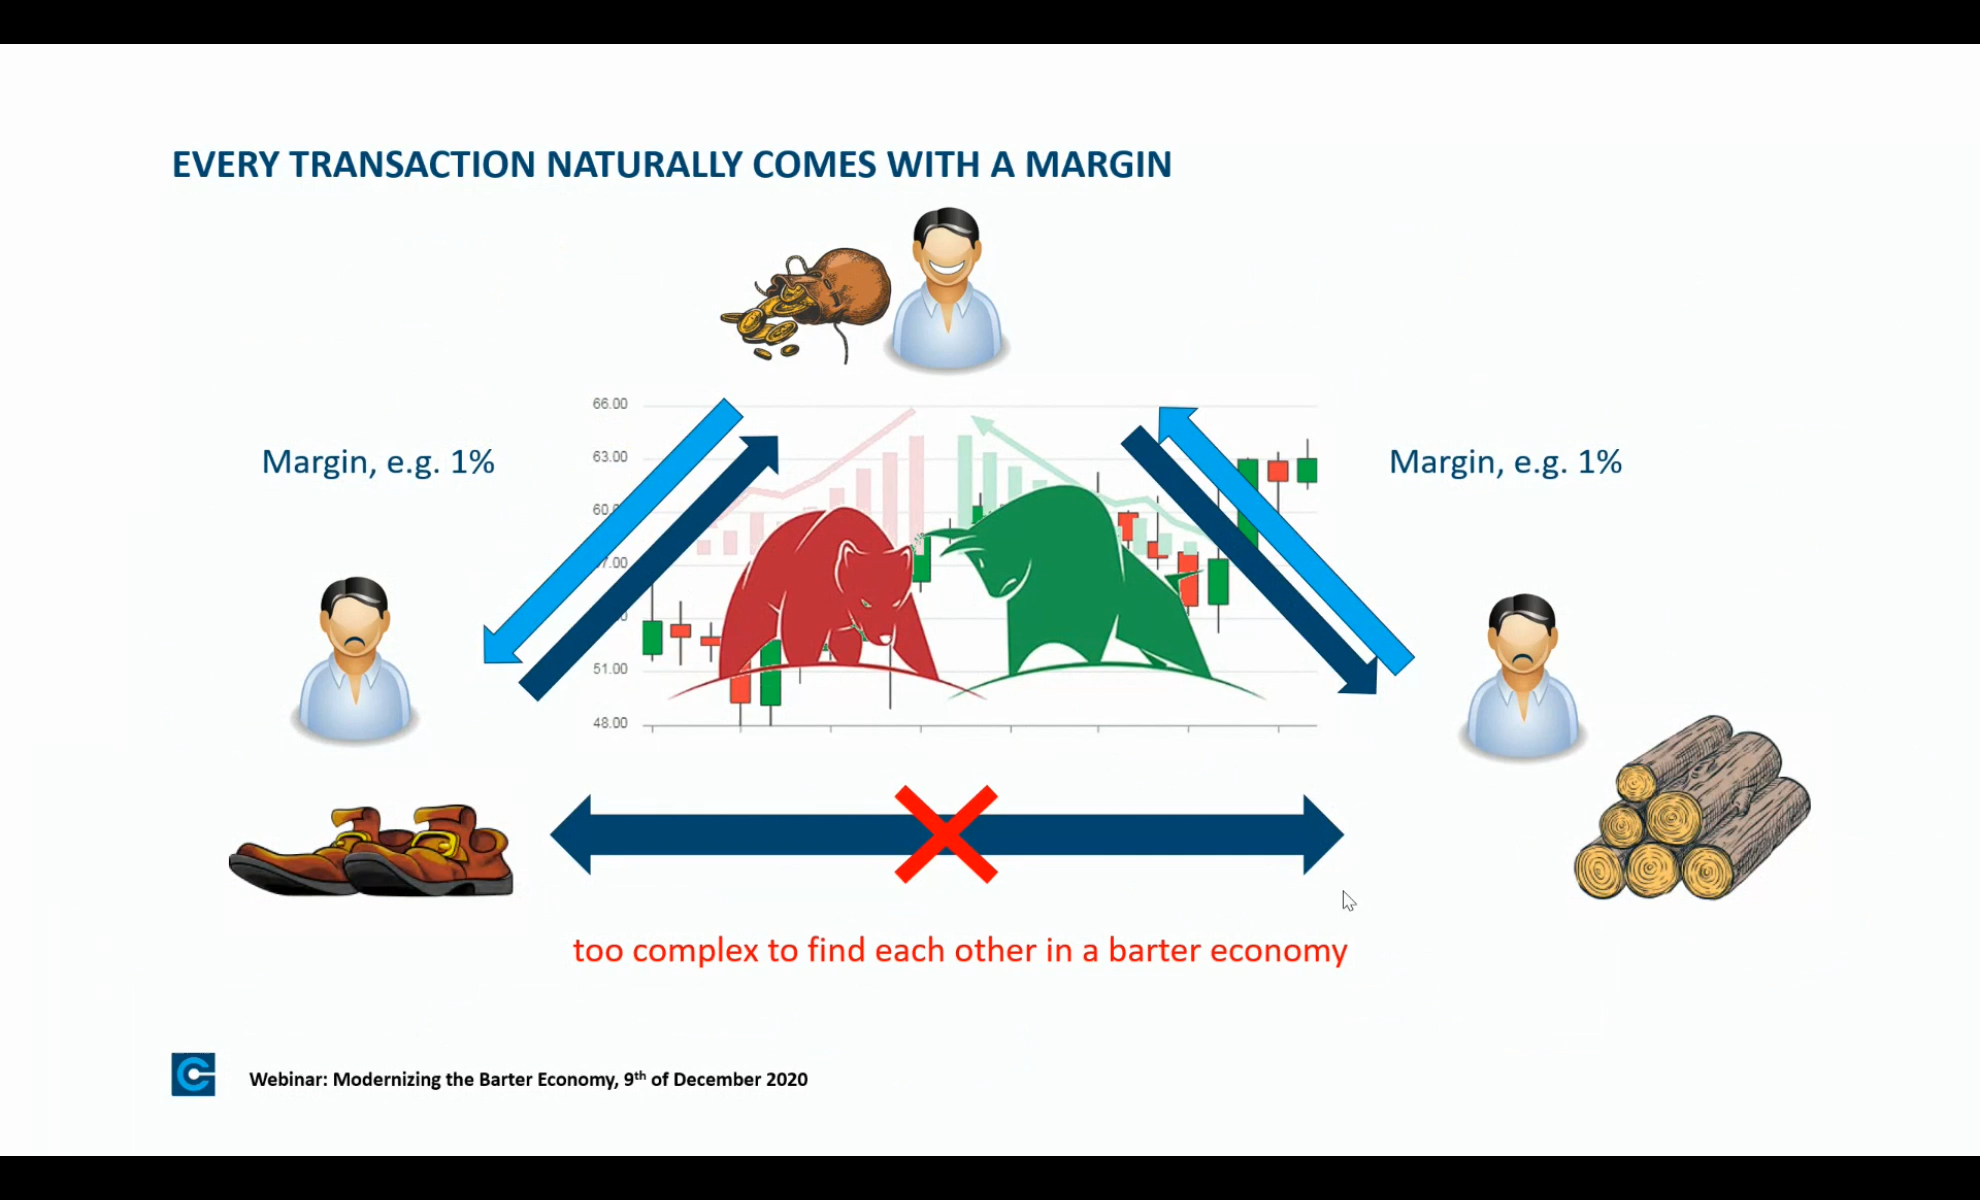 EVERY TRANSACTION NATURALLY COMES WITH A MARGIN
66.00
Margin, e.g. 1%
63.00
Margin, e.g. 1%
51.00
48.00
too complex to find each other in a barter economy
Webinar: Modernizing the Barter Economy, 9th of December 2020